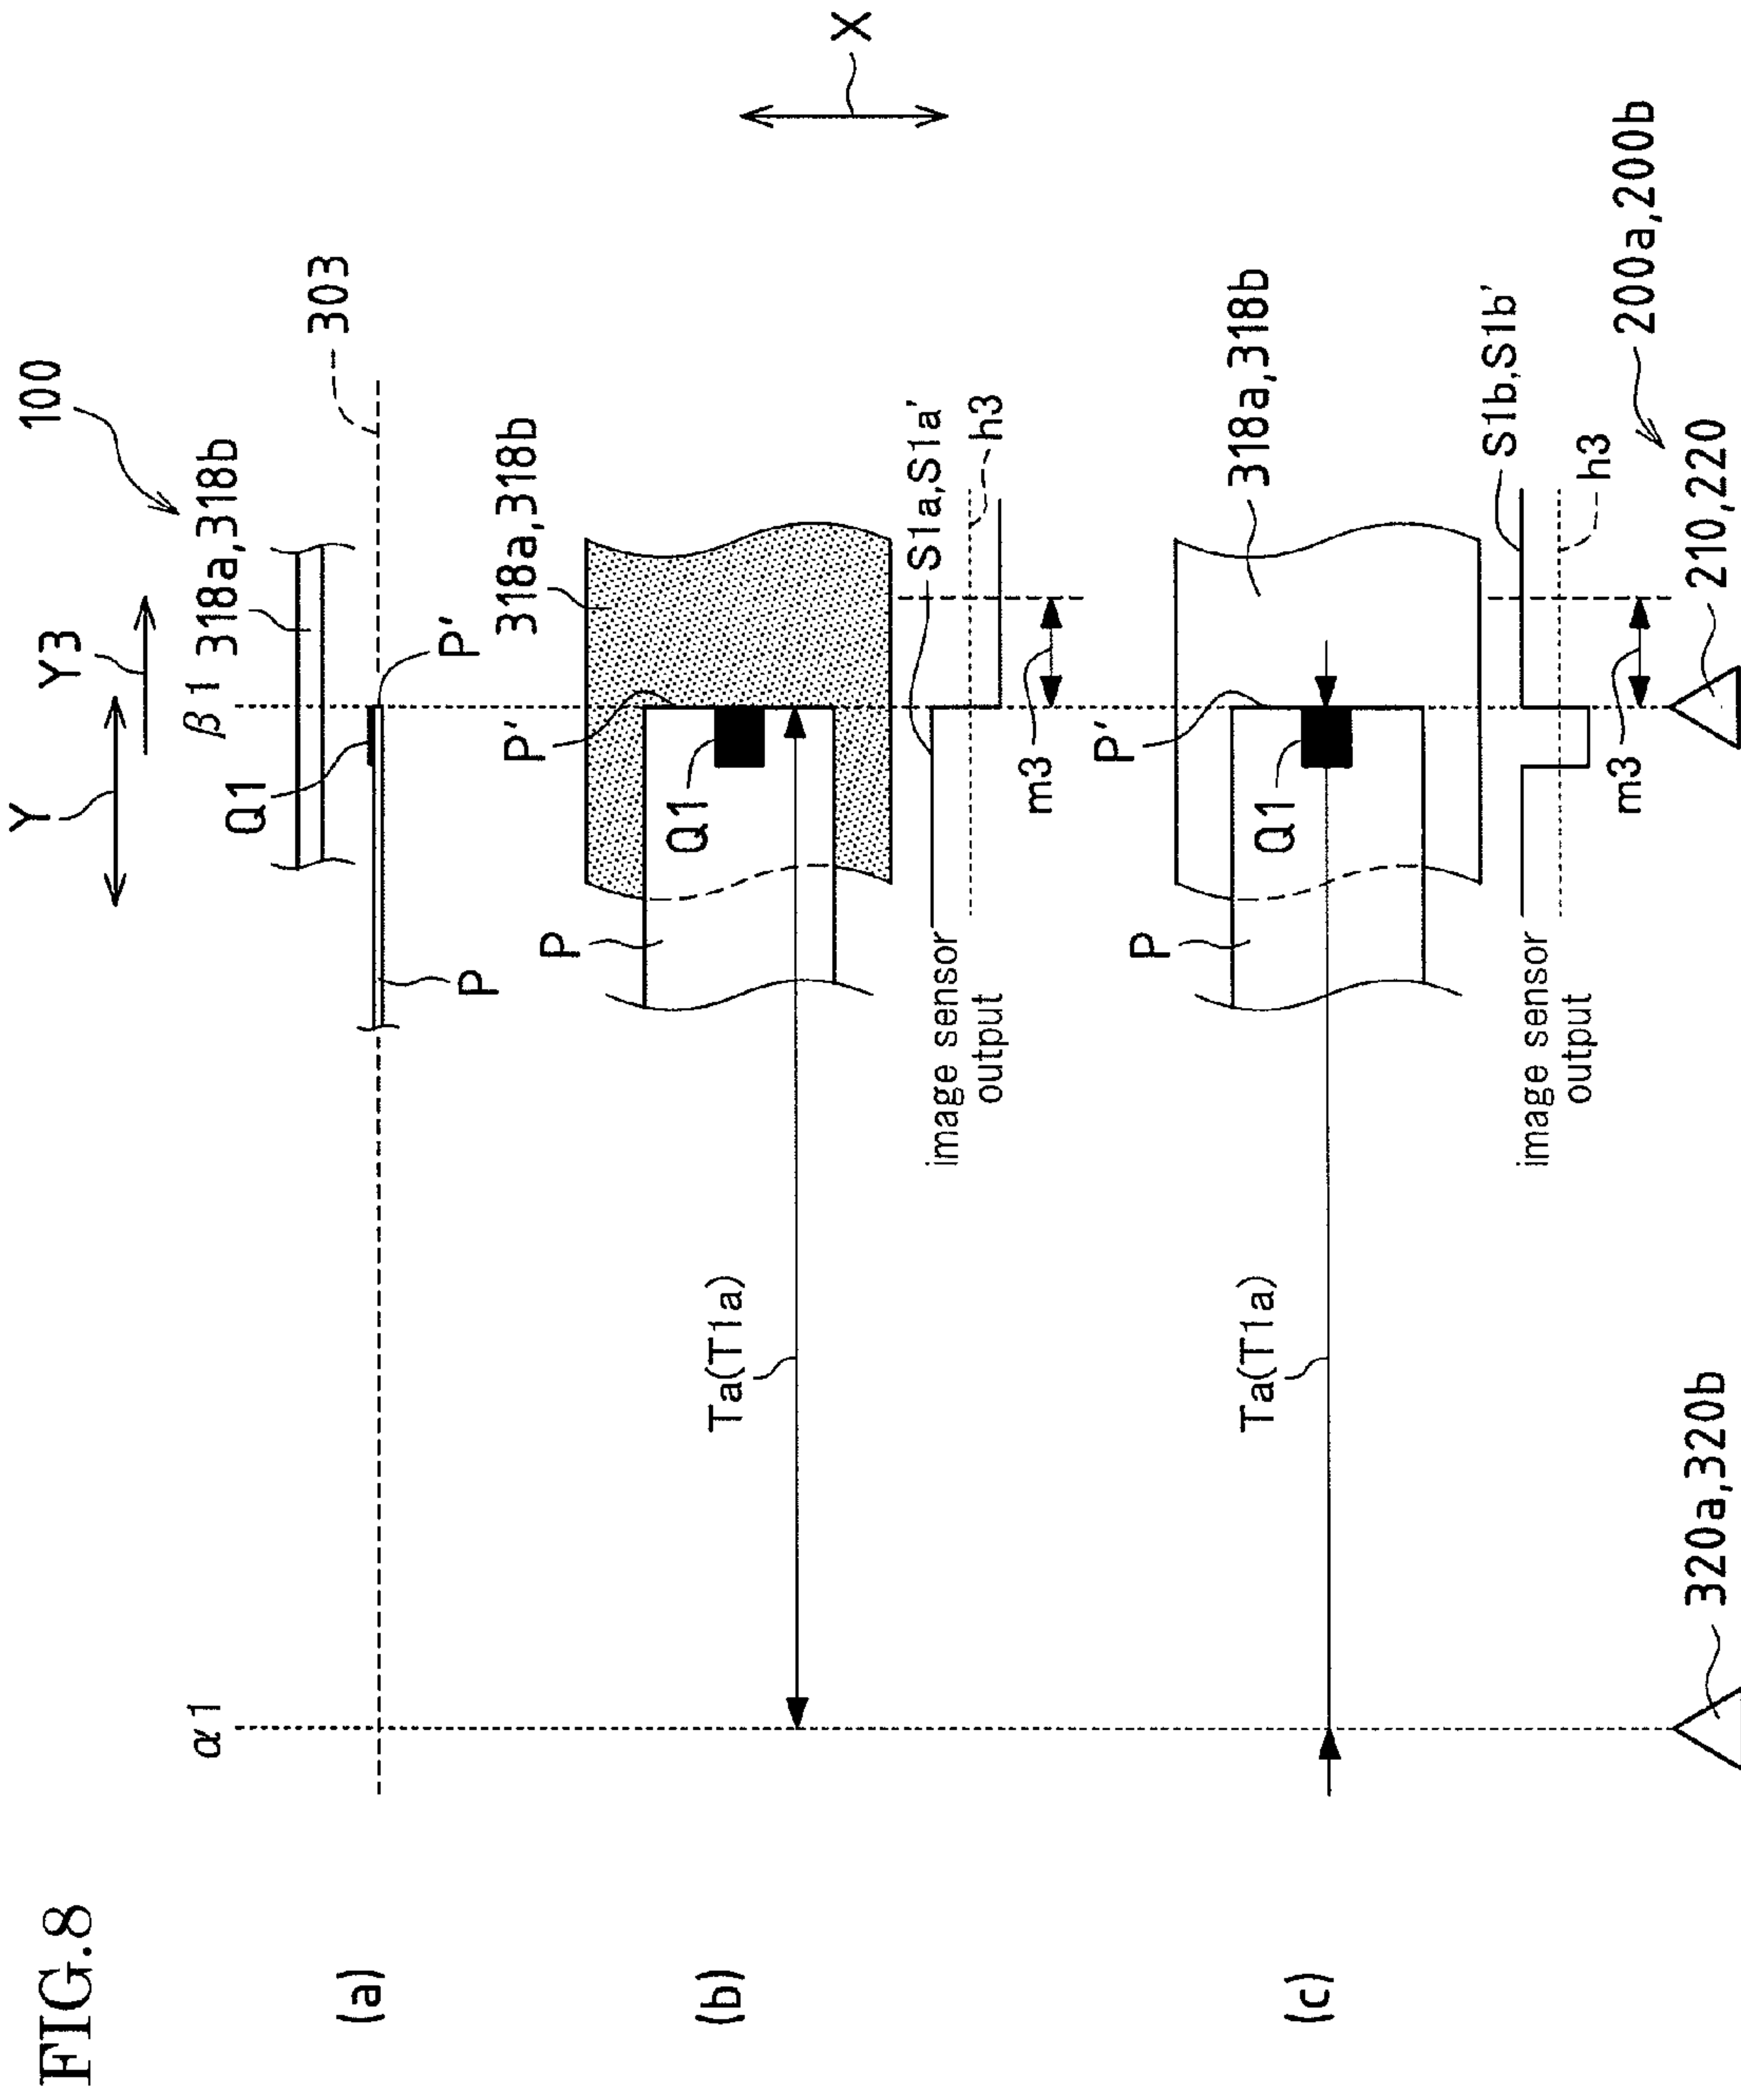 FIG.8
Y
Y3
100
α1
β1
318a,318b
303
Q1
P'
P
(a)
318a,318b
P'
Q1
P
Ta(T1a)
(b)
S1a,S1a'
h3
image sensor
output
m3
X
318a,318b
P'
Q1
P
Ta(T1a)
(c)
S1b,S1b'
h3
image sensor
output
m3
200a,200b
210,220
320a,320b